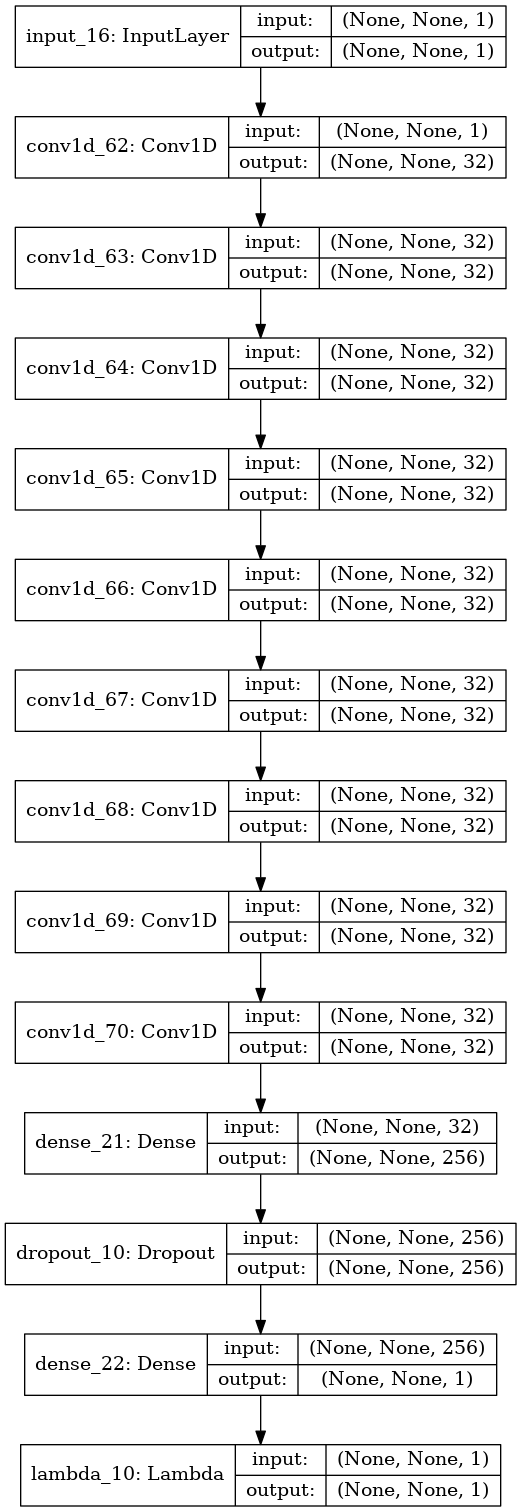 input_16: InputLayer
input: (None, None, 1)
output: (None, None, 1)
conv1d_62: Conv1D
input: (None, None, 1)
output: (None, None, 32)
conv1d_63: Conv1D
input: (None, None, 32)
output: (None, None, 32)
conv1d_64: Conv1D
input: (None, None, 32)
output: (None, None, 32)
conv1d_65: Conv1D
input: (None, None, 32)
output: (None, None, 32)
conv1d_66: Conv1D
input: (None, None, 32)
output: (None, None, 32)
conv1d_67: Conv1D
input: (None, None, 32)
output: (None, None, 32)
conv1d_68: Conv1D
input: (None, None, 32)
output: (None, None, 32)
conv1d_69: Conv1D
input: (None, None, 32)
output: (None, None, 32)
conv1d_70: Conv1D
input: (None, None, 32)
output: (None, None, 32)
dense_21: Dense
input: (None, None, 32)
output: (None, None, 256)
dropout_10: Dropout
input: (None, None, 256)
output: (None, None, 256)
dense_22: Dense
input: (None, None, 256)
output: (None, None, 1)
lambda_10: Lambda
input: (None, None, 1)
output: (None, None, 1)